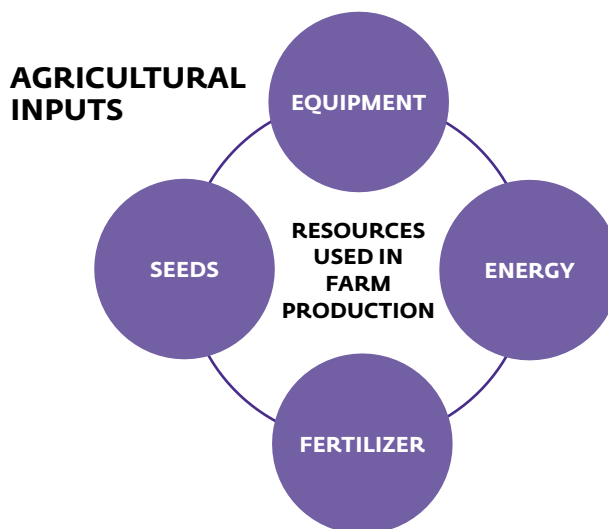 AGRICULTURAL
INPUTS
EQUIPMENT
SEEDS
RESOURCES
USED IN
FARM
PRODUCTION
ENERGY
FERTILIZER